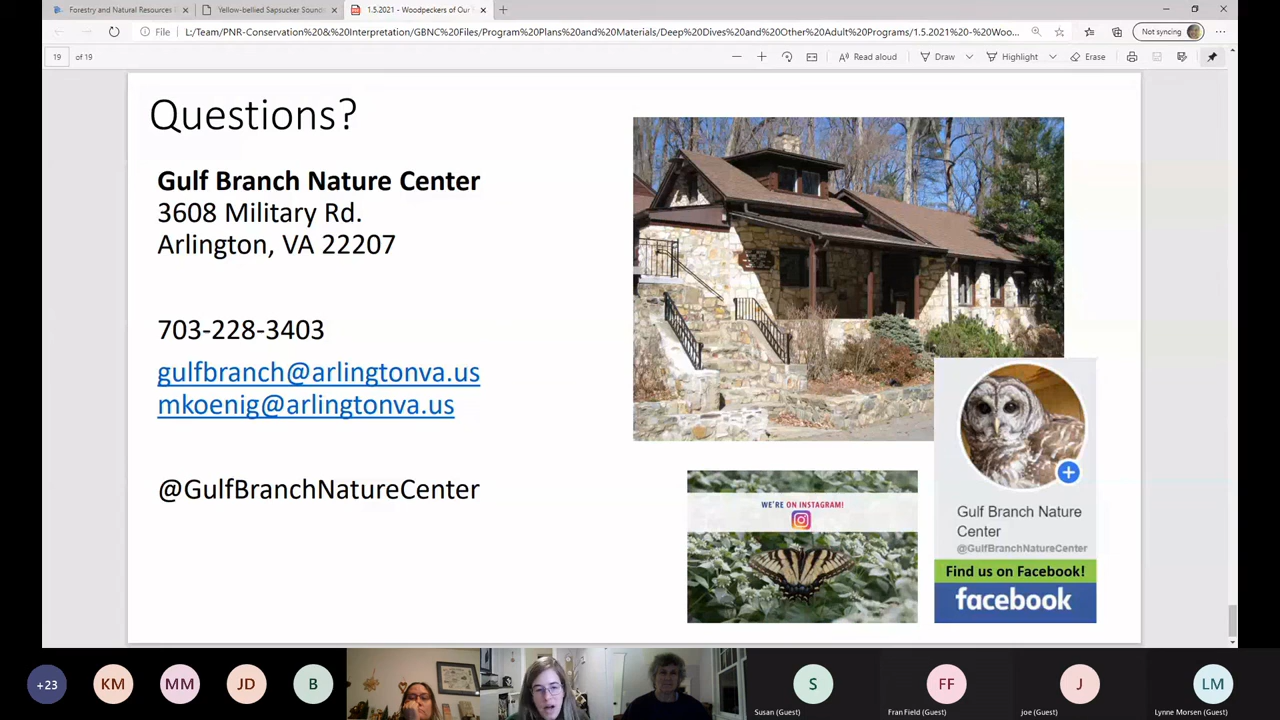 Forestry and Natural Resources
Yellow-bellied Sapsucker Sound
1.5.2021 - Woodpeckers of Our
File
L:/Team/PNR-Conservation%20&%20Interpretation/GBNC%20Files/Program%20Plans%20and%20Materials/Deep%20Dives%20and%20Other%20Adult%20Programs/1.5.2021%20-%20Woo...
Not syncing
19 of 19
Read aloud
Draw
Highlight
Erase
Questions?
Gulf Branch Nature Center
3608 Military Rd.
Arlington, VA 22207
703-228-3403
gulfbranch@arlingtonva.us
mkoenig@arlingtonva.us
@GulfBranchNatureCenter
WE'RE ON INSTAGRAM!
Gulf Branch Nature
Center
@GulfBranchNatureCenter
Find us on Facebook!
facebook
+23
KM
MM
JD
B
S
FF
J
LM
Susan (Guest)
Fran Field (Guest)
joe (Guest)
Lynne Morsen (Guest)